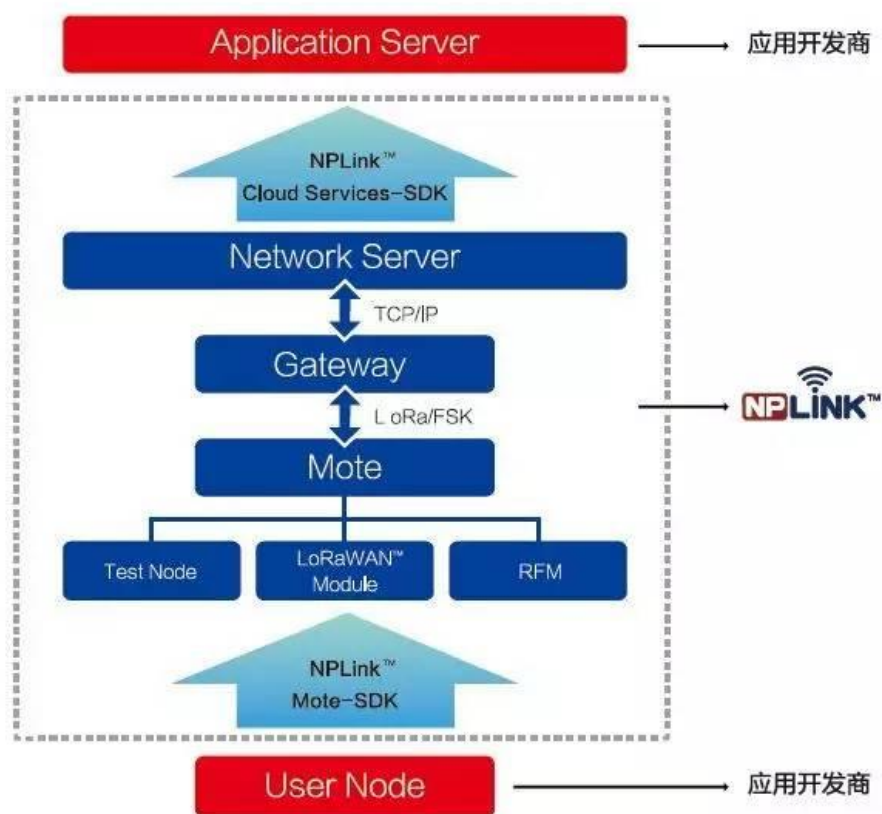 Application Server
应用开发商
NPLink™
Cloud Services-SDK
Network Server
TCP/IP
Gateway
NPLINK™
L oRa/FSK
Mote
Test Node
LoRaWAN™
Module
RFM
NPLink™
Mote-SDK
User Node
应用开发商